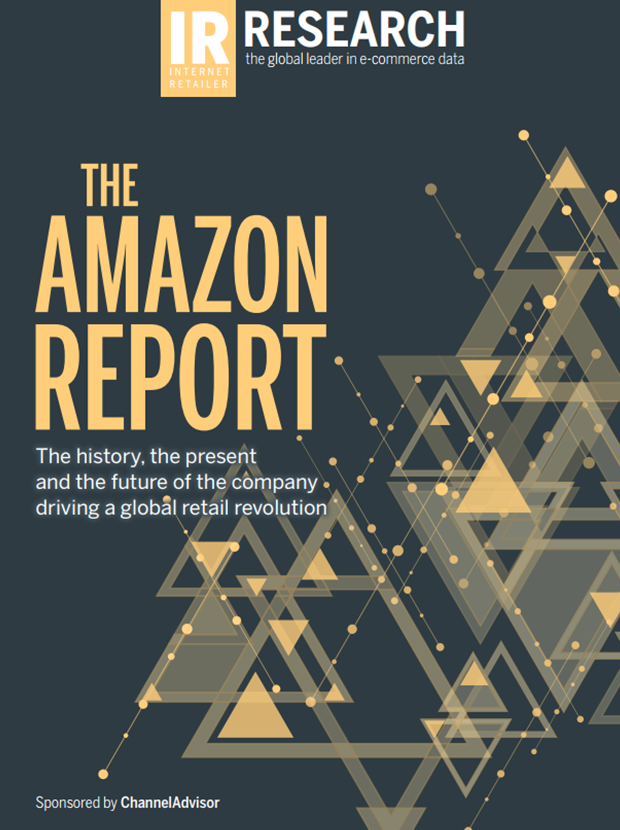 IR
INTERNET
RETAILER
RESEARCH
the global leader in e-commerce data
THE
AMAZON
REPORT
The history, the present
and the future of the company
driving a global retail revolution
Sponsored by ChannelAdvisor